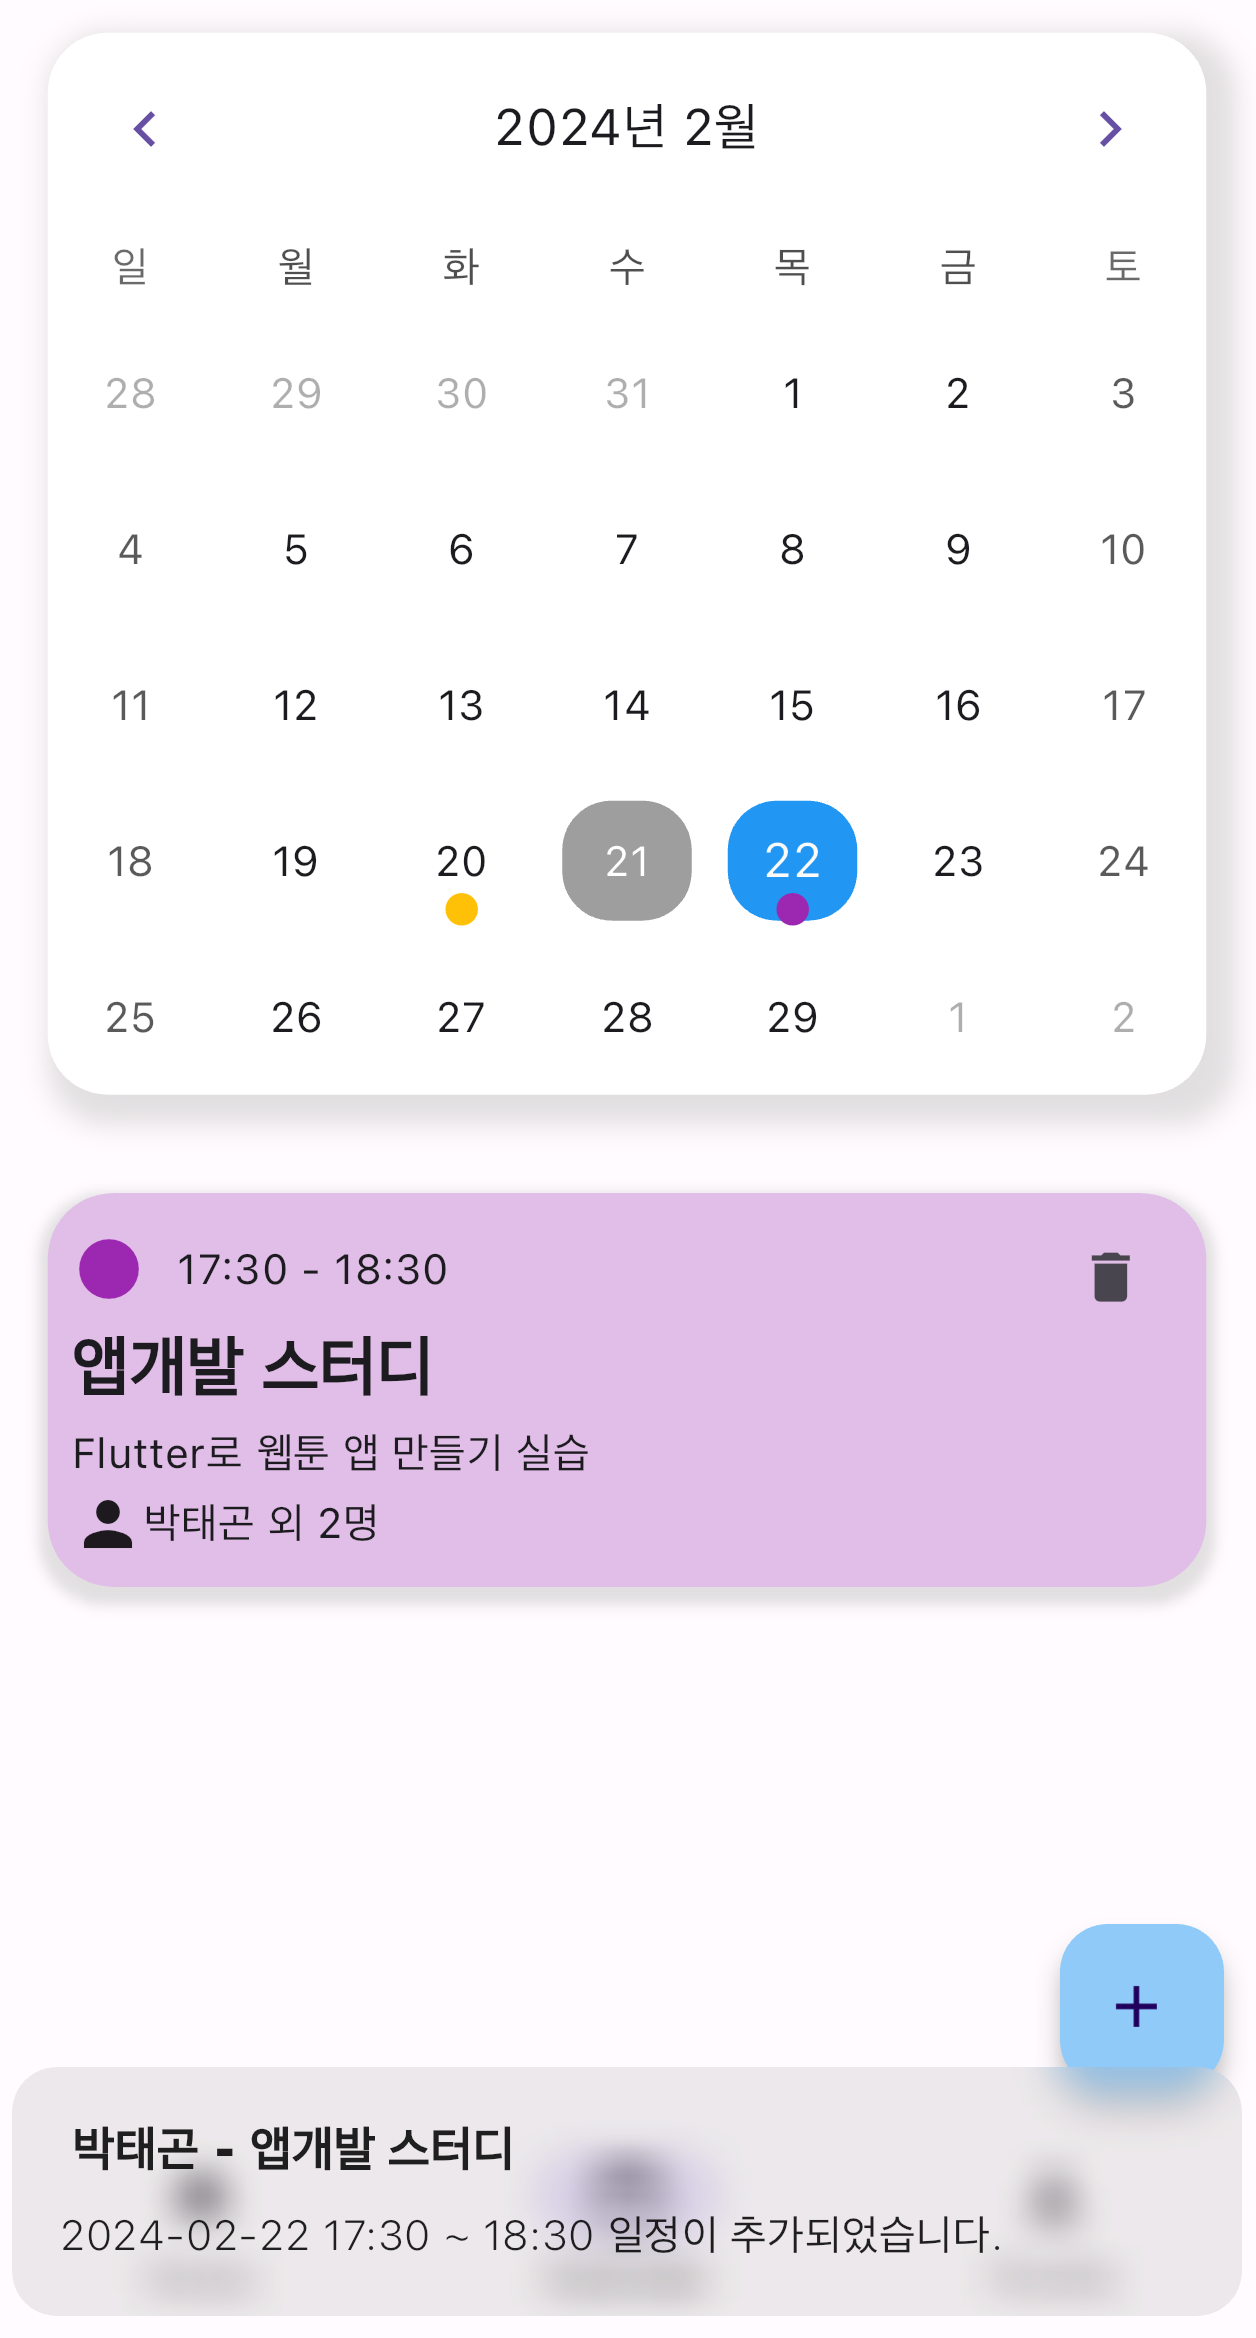 2024년 2월
일 월 화 수 목 금 토
28 29 30 31 1 2 3
4 5 6 7 8 9 10
11 12 13 14 15 16 17
18 19 20 21 22 23 24
25 26 27 28 29 1 2
17:30 - 18:30
앱개발 스터디
Flutter로 웹툰 앱 만들기 실습
박태곤 외 2명
박태곤 - 앱개발 스터디
2024-02-22 17:30 ~ 18:30 일정이 추가되었습니다.